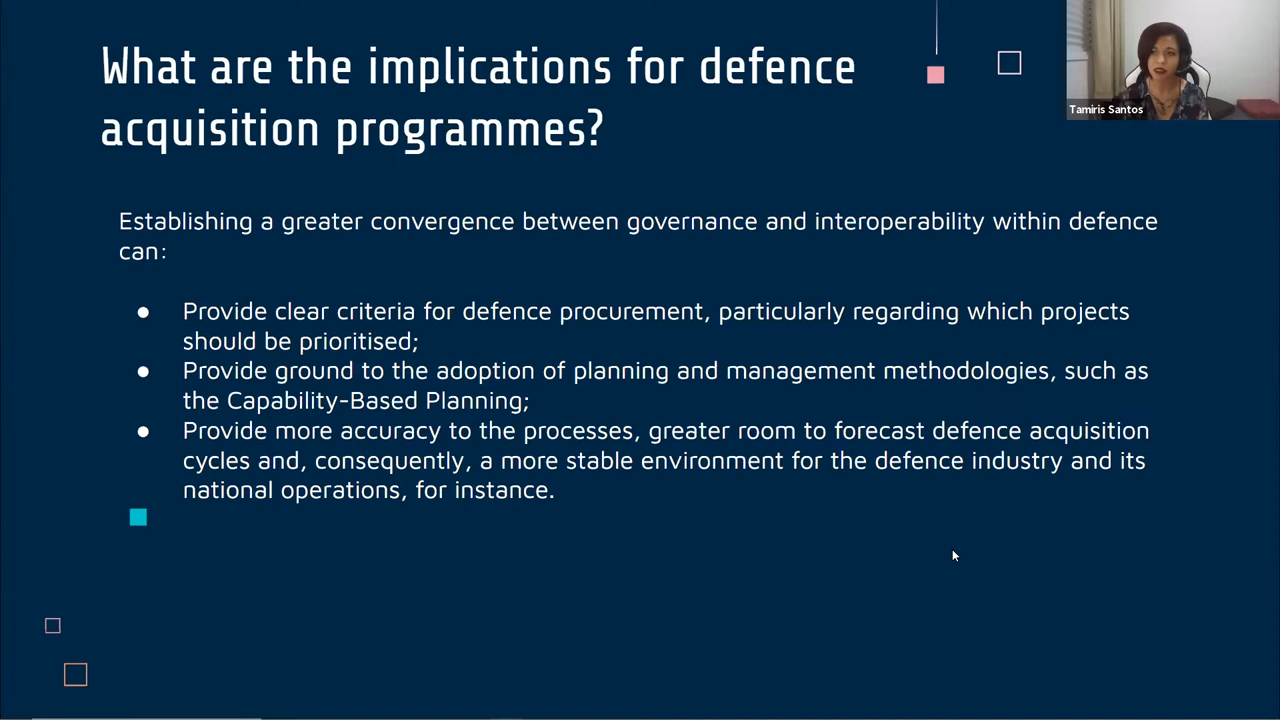 What are the implications for defence
acquisition programmes?
Tamiris Santos
Establishing a greater convergence between governance and interoperability within defence
can:
● Provide clear criteria for defence procurement, particularly regarding which projects
should be prioritised;
● Provide ground to the adoption of planning and management methodologies, such as
the Capability-Based Planning;
● Provide more accuracy to the processes, greater room to forecast defence acquisition
cycles and, consequently, a more stable environment for the defence industry and its
national operations, for instance.